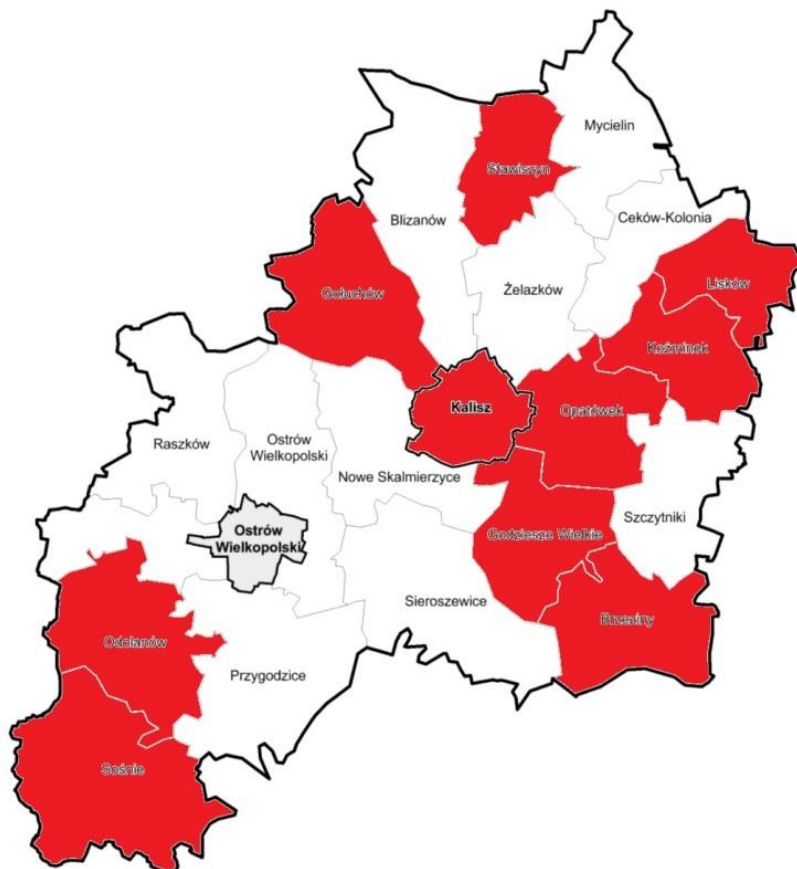 Mycielin
Stawiszyn
Blizanów
Ceków-Kolonia
Lisków
Gołuchów
Żelazków
Koźminek
Kalisz
Opatówek
Raszków
Ostrów
Wielkopolski
Nowe Skalmierzyce
Szczytniki
Ostrów
Wielkopolski
Godziesze Wielkie
Sieroszewice
Brzeziny
Odolanów
Przygodzice
Sośnie